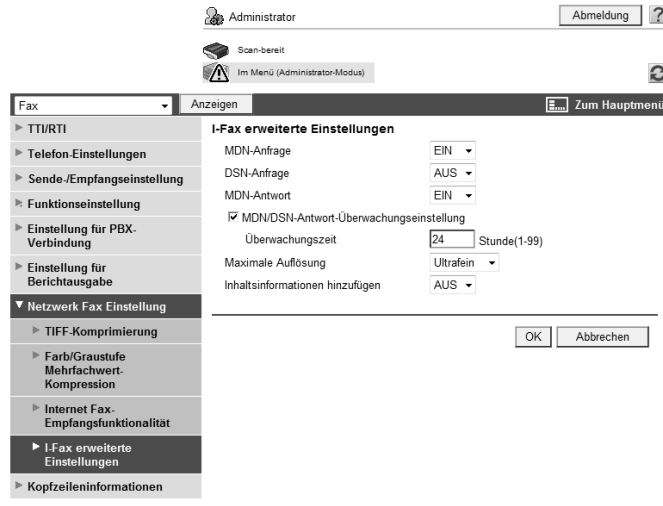 Administrator
Abmeldung
?
Scan-bereit
Im Menü (Administrator-Modus)
Fax
Anzeigen
Zum Hauptmenü
TTI/RTI
Telefon-Einstellungen
Sende-/Empfangseinstellung
Funktionseinstellung
Einstellung für PBX-
Verbindung
Einstellung für
Berichtausgabe
Netzwerk Fax Einstellung
TIFF-Komprimierung
Farb/Graustufe
Mehrfachwert-
Kompression
Internet Fax-
Empfangsfunktionalität
I-Fax erweiterte
Einstellungen
Kopfzeileninformationen
I-Fax erweiterte Einstellungen
MDN-Anfrage EIN
DSN-Anfrage AUS
MDN-Antwort EIN
MDN/DSN-Antwort-Überwachungseinstellung
Überwachungszeit 24 Stunde(1-99)
Maximale Auflösung Ultrafein
Inhaltsinformationen hinzufügen AUS
OK Abbrechen